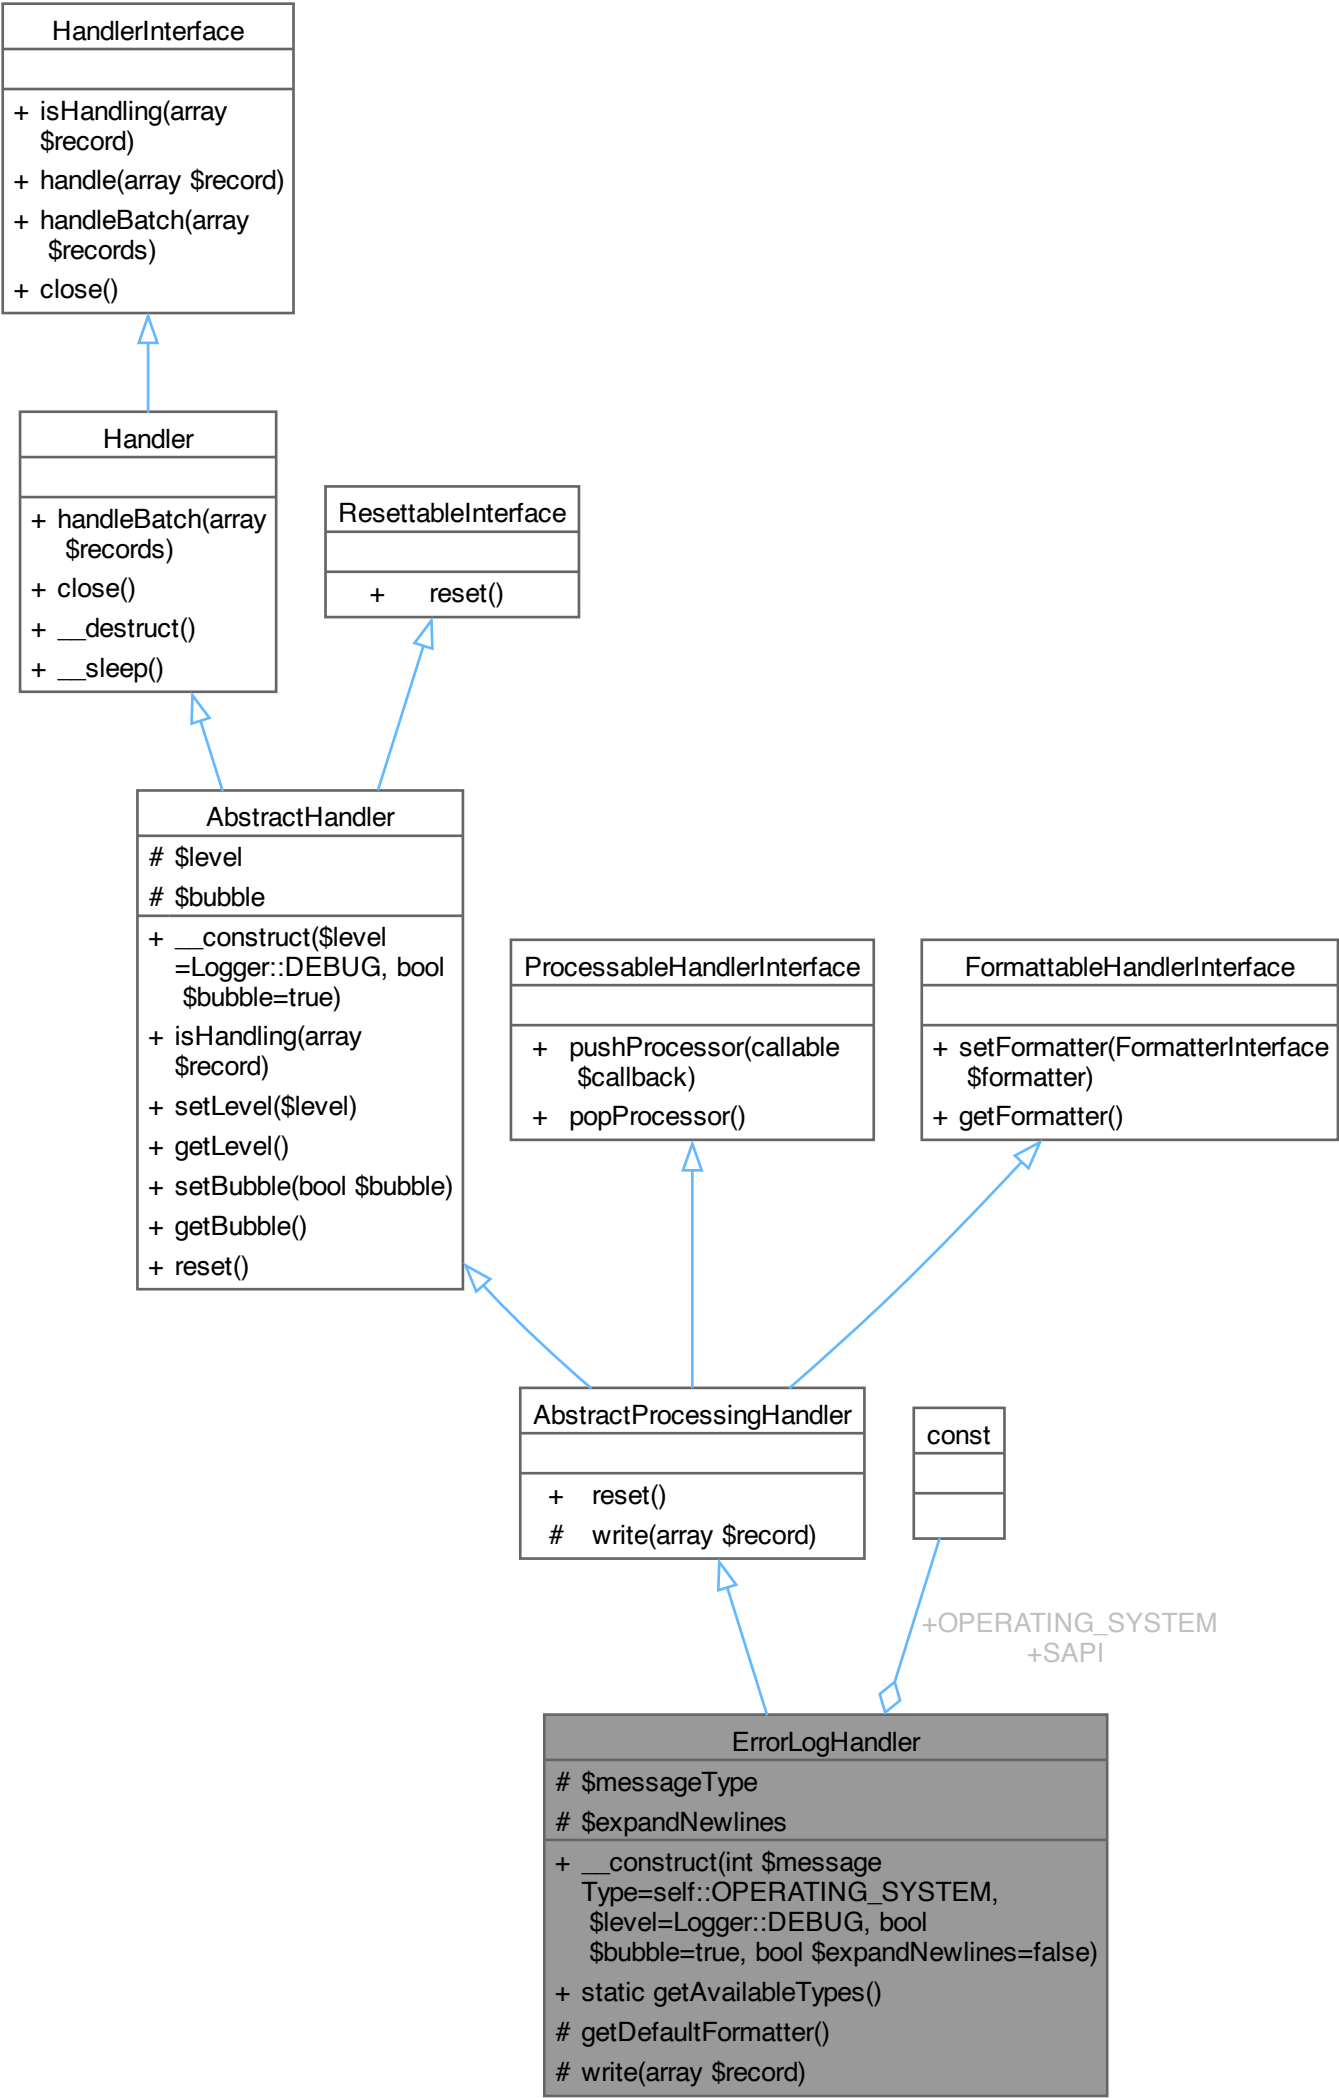 HandlerInterface
+ isHandling(array
$record)
+ handle(array $record)
+ handleBatch(array
$records)
+ close()
Handler
+ handleBatch(array
$records)
+ close()
+ __destruct()
+ __sleep()
ResettableInterface
+ reset()
AbstractHandler
# $level
# $bubble
+ __construct($level
=Logger::DEBUG, bool
$bubble=true)
+ isHandling(array
$record)
+ setLevel($level)
+ getLevel()
+ setBubble(bool $bubble)
+ getBubble()
+ reset()
ProcessableHandlerInterface
+ pushProcessor(callable
$callback)
+ popProcessor()
FormattableHandlerInterface
+ setFormatter(FormatterInterface
$formatter)
+ getFormatter()
AbstractProcessingHandler
+ reset()
# write(array $record)
const
+OPERATING_SYSTEM
+SAPI
ErrorLogHandler
# $messageType
# $expandNewlines
+ __construct(int $message
Type=self::OPERATING_SYSTEM,
$level=Logger::DEBUG, bool
$bubble=true, bool $expandNewlines=false)
+ static getAvailableTypes()
# getDefaultFormatter()
# write(array $record)